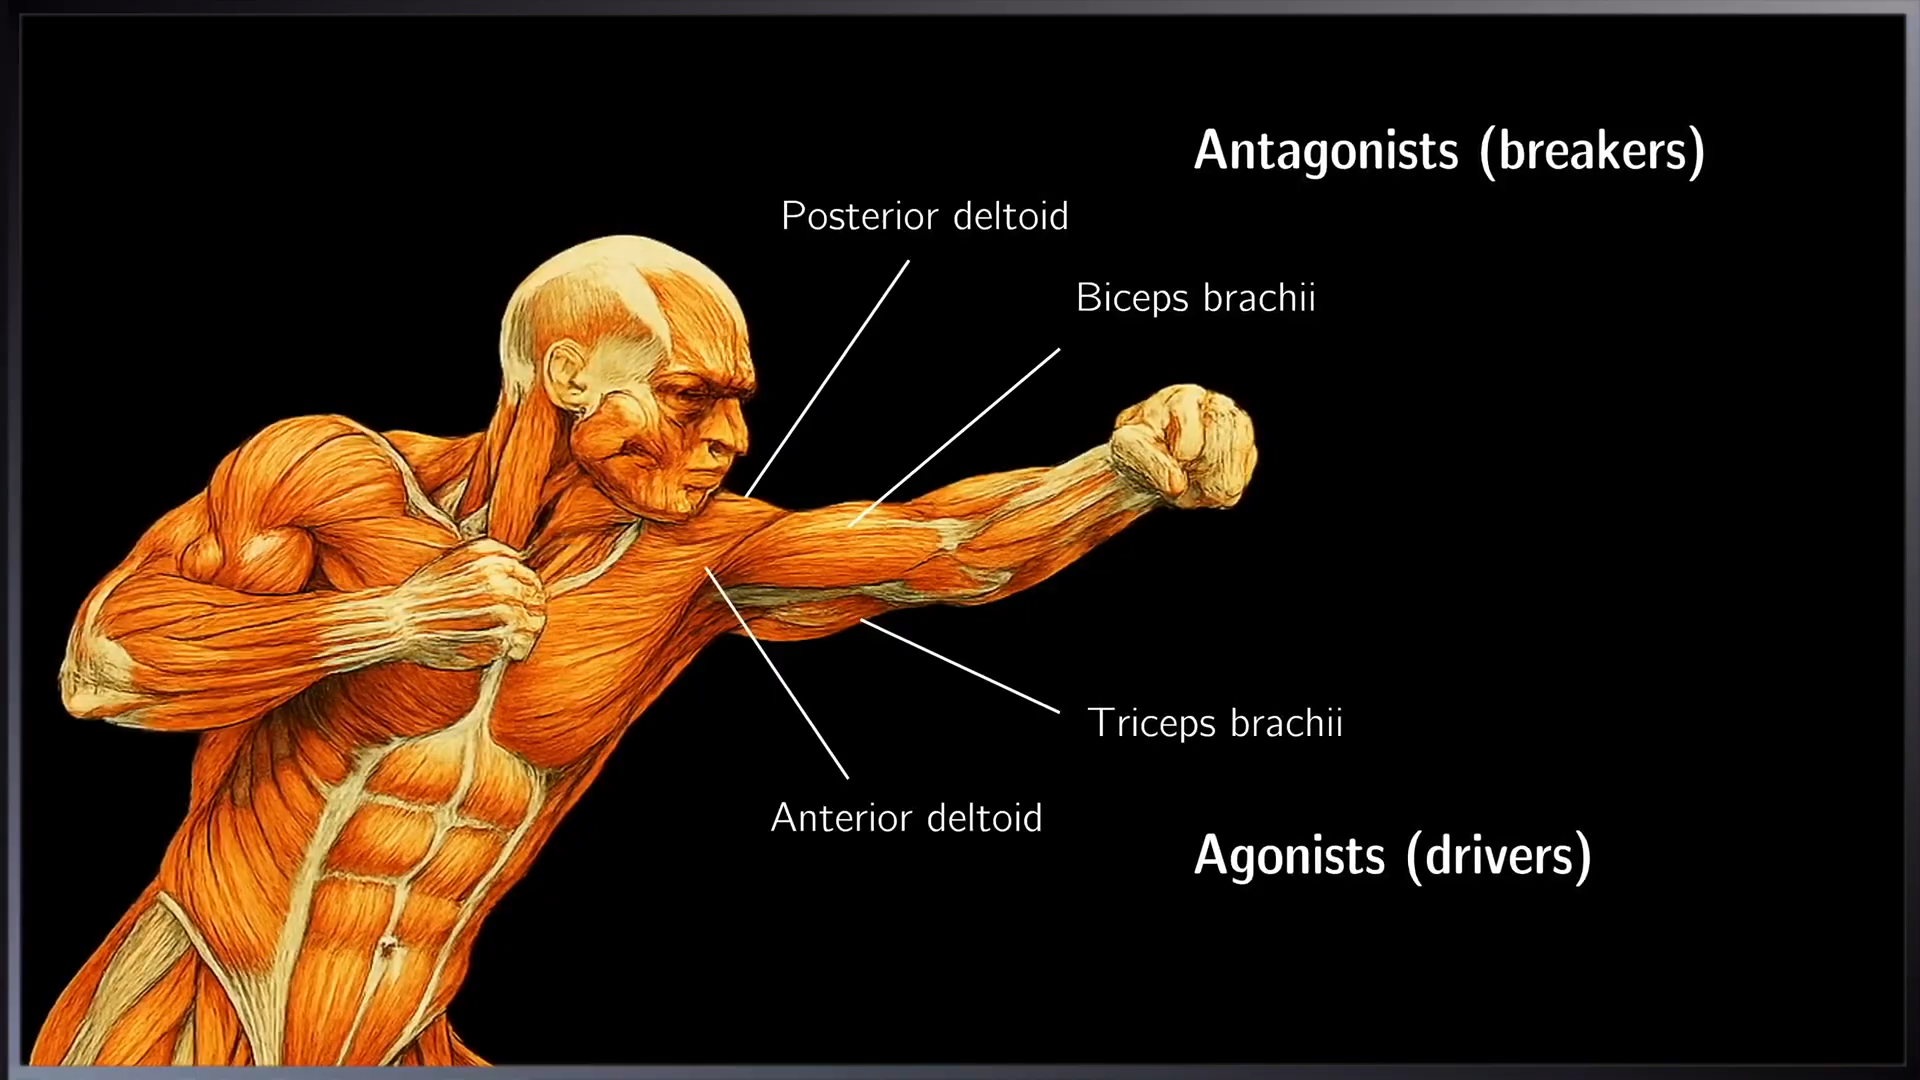 Antagonists (breakers)
Posterior deltoid
Biceps brachii
Triceps brachii
Anterior deltoid
Agonists (drivers)